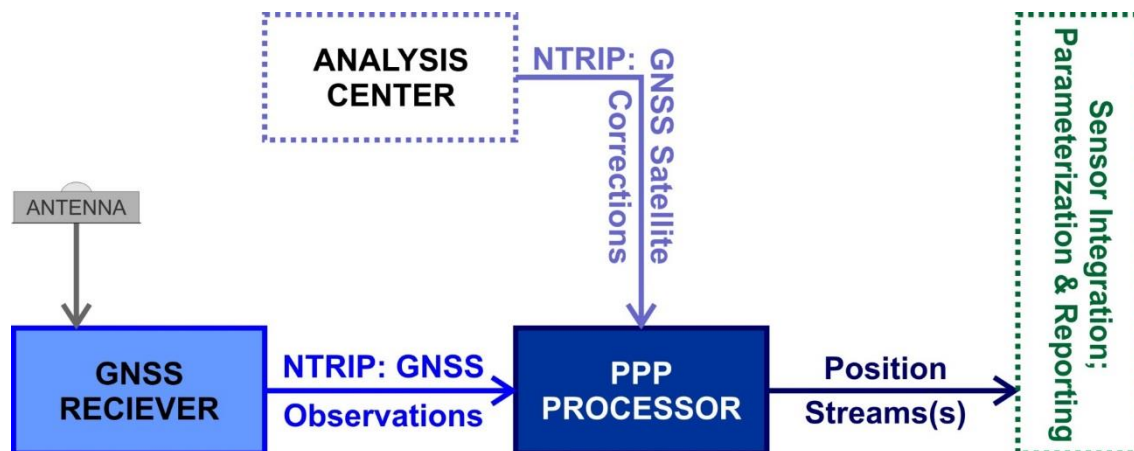 ANALYSIS
CENTER
NTRIP: GNSS Satellite
Corrections
ANTENNA
GNSS
RECIEVER
NTRIP: GNSS
Observations
PPP
PROCESSOR
Position
Streams(s)
Sensor Integration;
Parameterization & Reporting